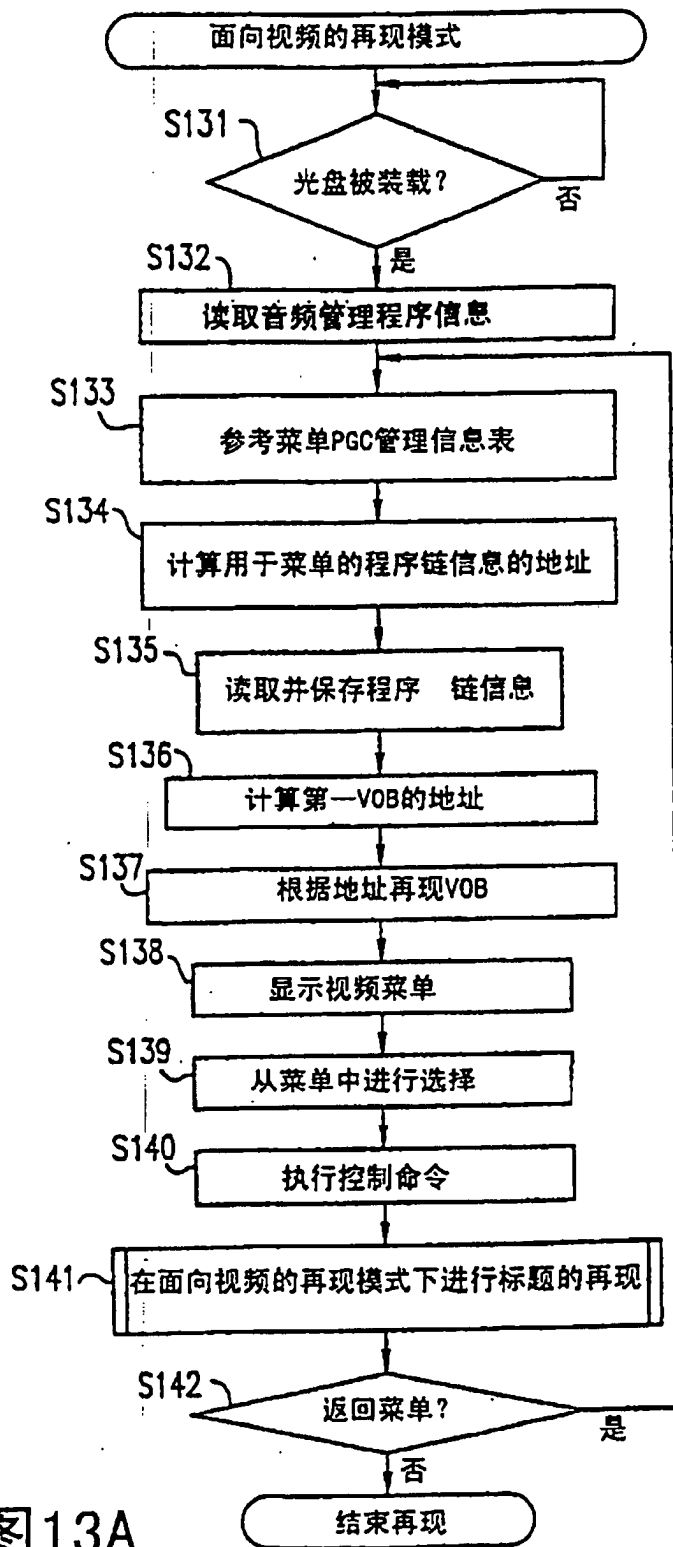 面向视频的再现模式
S131
光盘被装载?
否
是
S132
读取音频管理程序信息
S133
参考菜单PGC管理信息表
S134
计算用于菜单的程序链信息的地址
S135
读取并保存程序 链信息
S136
计算第一VOB的地址
S137
根据地址再现VOB
S138
显示视频菜单
S139
从菜单中进行选择
S140
执行控制命令
S141
在面向视频的再现模式下进行标题的再现
S142
返回菜单?
是
否
结束再现
图13A